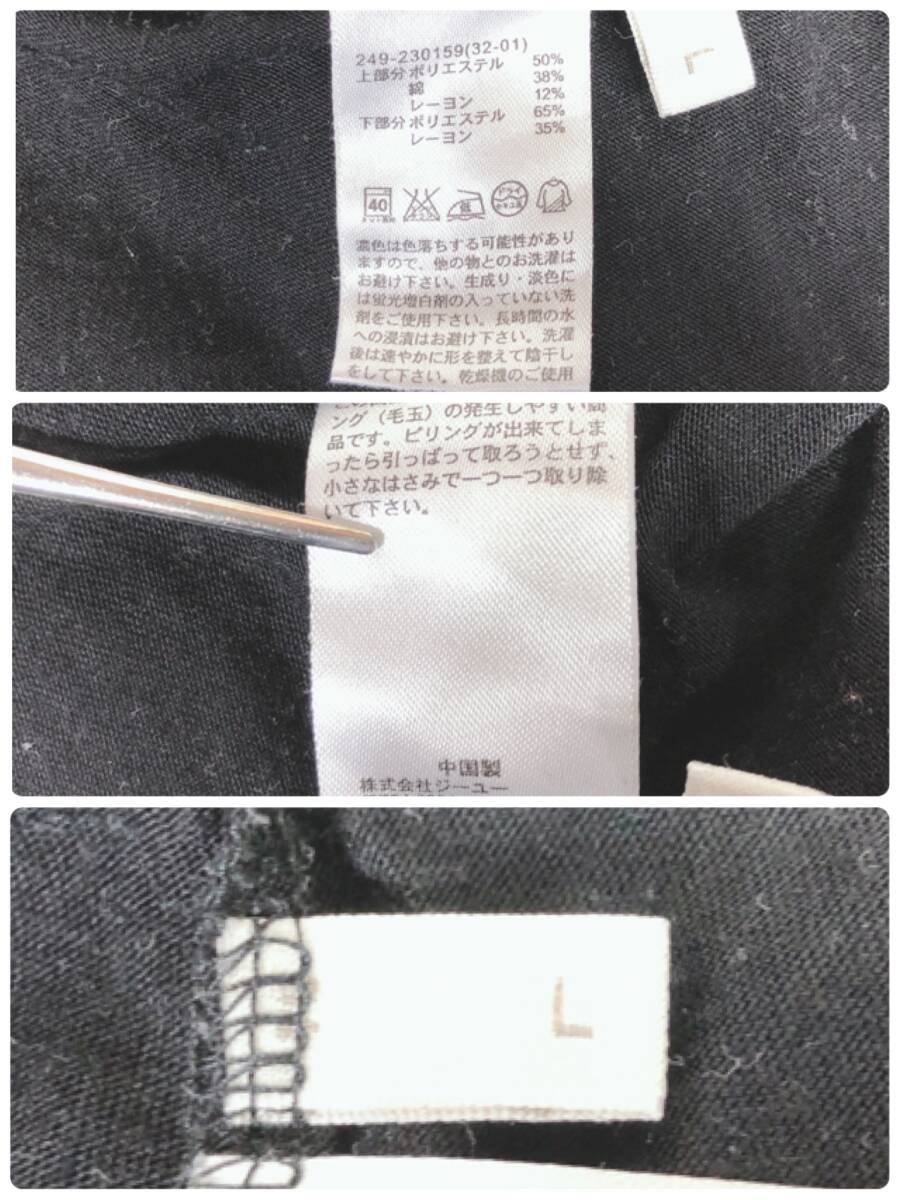 249-230159(32-01)
上部分 ポリエステル 50%
綿 38%
レーヨン 12%
下部分 ポリエステル 65%
レーヨン 35%
L
40
低
ドライ
濃色は色落ちする可能性があり
ますので、他の物とのお洗濯は
お避け下さい。生成り・淡色に
は蛍光増白剤の入っていない洗
剤をご使用下さい。長時間の水
への浸漬はお避け下さい。洗濯
後は速やかに形を整えて陰干し
をして下さい。乾燥機のご使用
ング（毛玉）の発生しやすい商
品です。ピリングが出来てしま
ったら引っぱって取ろうとせず、
小さなはさみで一つ一つ取り除
いて下さい。
中国製
株式会社ジーユー
L